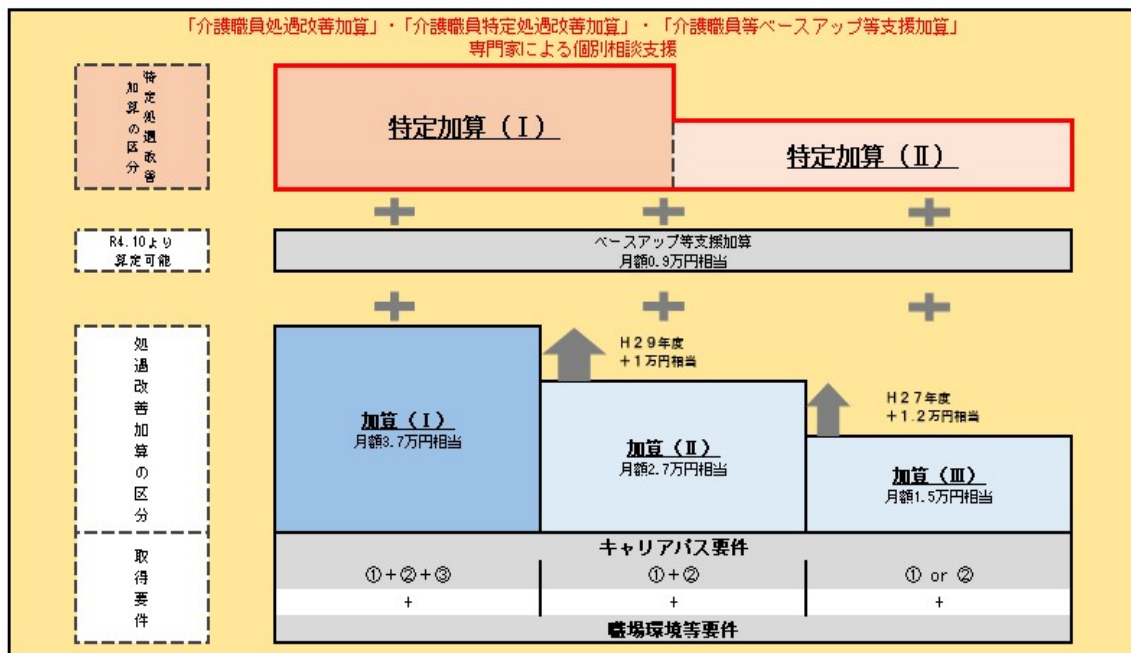 「介護職員処遇改善加算」・「介護職員特定処遇改善加算」・「介護職員等ベースアップ等支援加算」
専門家による個別相談支援
特定処遇改善
加算の区分
特定加算（Ⅰ）
特定加算（Ⅱ）
R4.10より
算定可能
ベースアップ等支援加算
月額0.9万円相当
処遇改善加算の区分
加算（Ⅰ）
月額3.7万円相当
H29年度
＋1万円相当
加算（Ⅱ）
月額2.7万円相当
H27年度
＋1.2万円相当
加算（Ⅲ）
月額1.5万円相当
取得要件
キャリアパス要件
①+②+③
①+②
① or ②
+
+
+
職場環境等要件